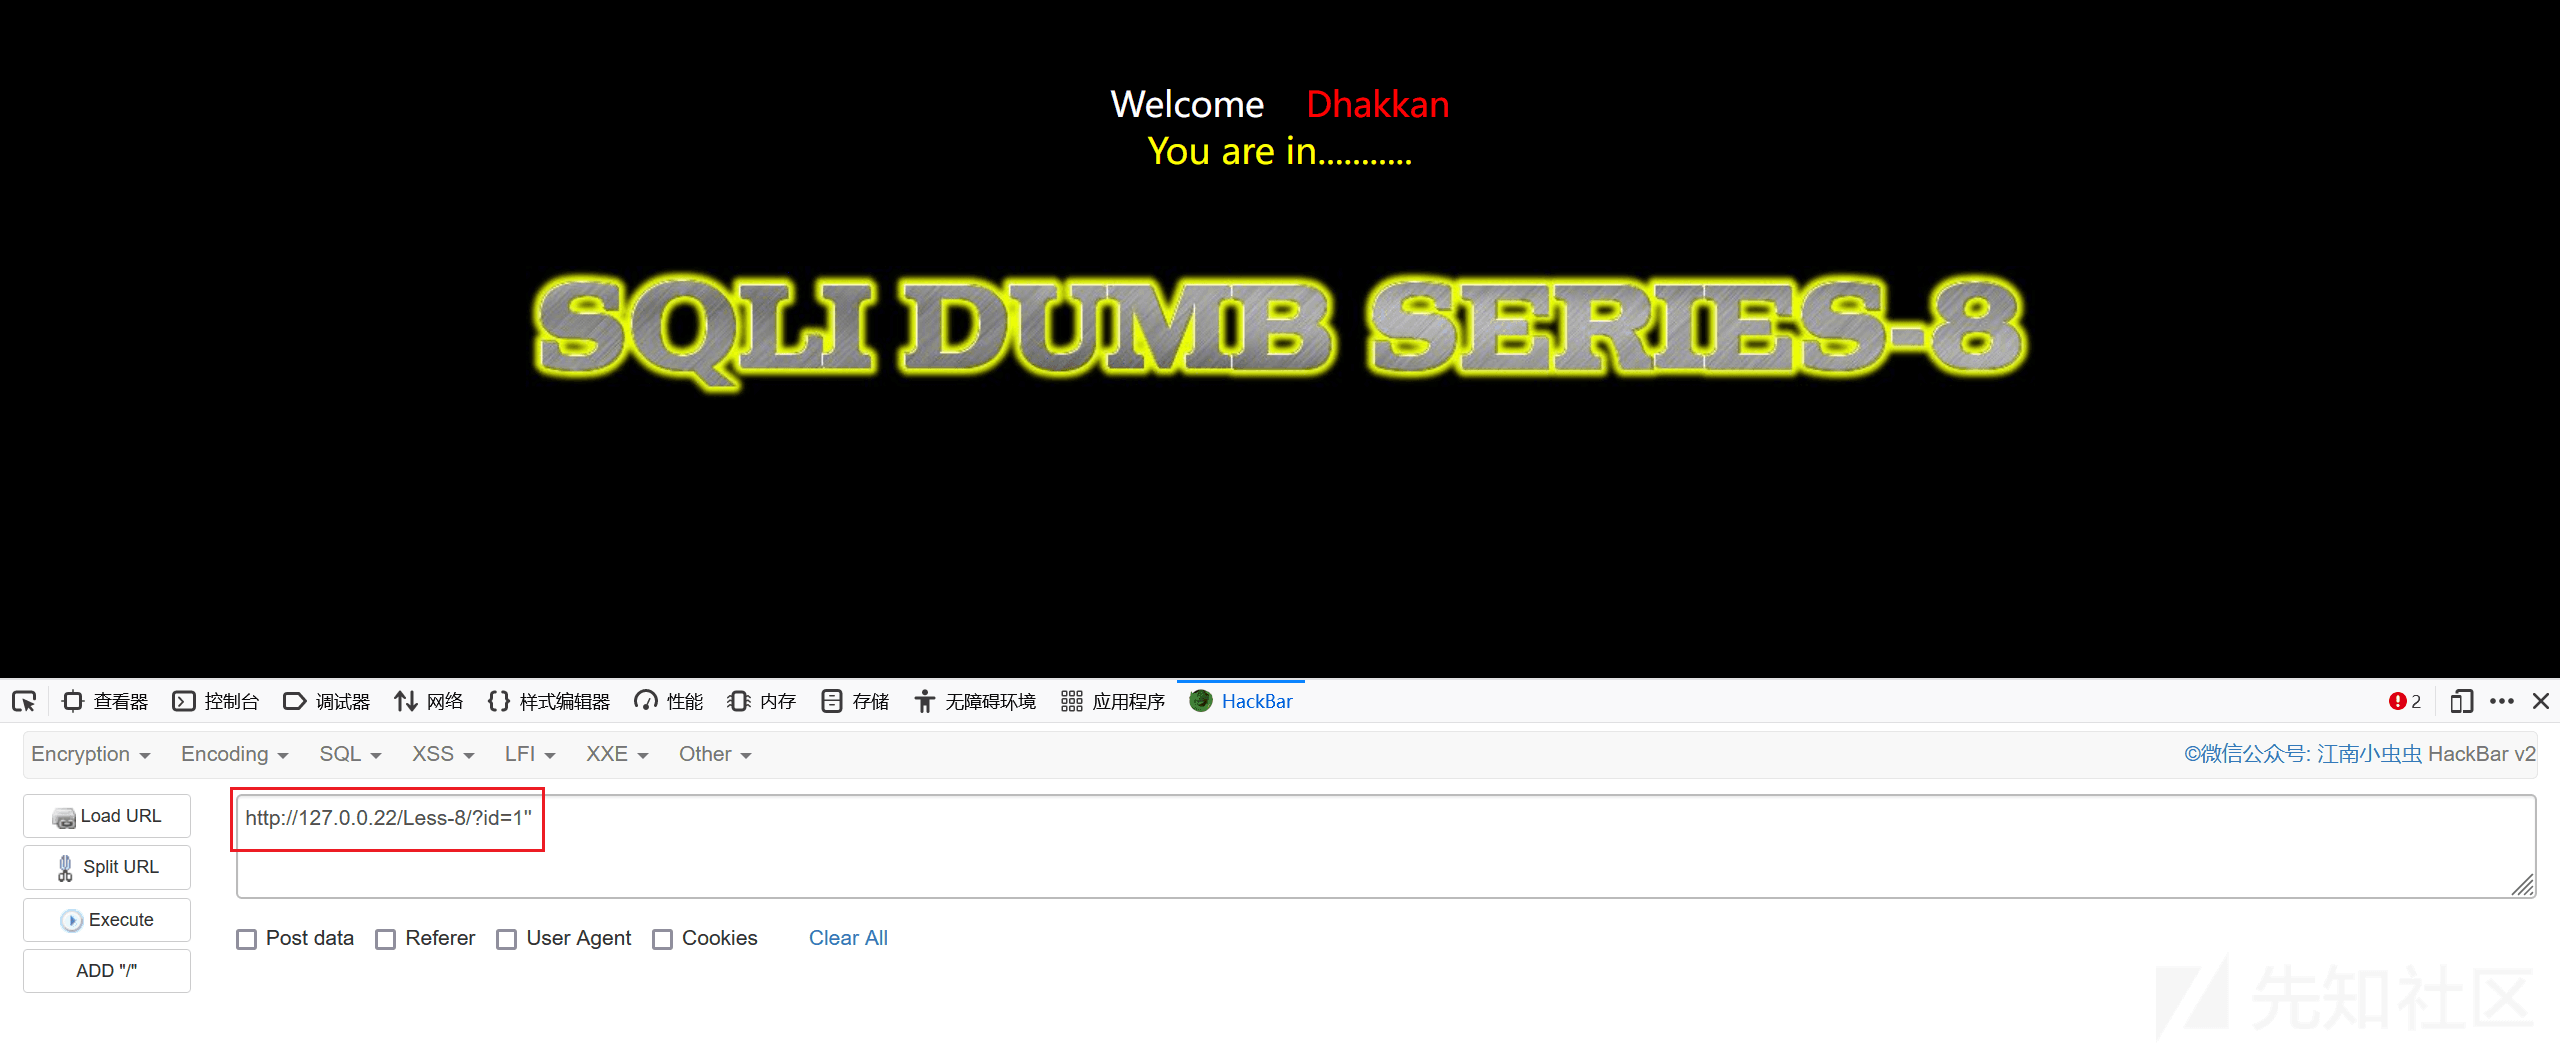 Welcome Dhakkan
You are in...........
SQLI DUMB SERIES-8
查看器 控制台 调试器 网络 样式编辑器 性能 内存 存储 无障碍环境 应用程序 HackBar 2
Encryption Encoding SQL XSS LFI XXE Other ©微信公众号: 江南小虫虫 HackBar v2
Load URL
http://127.0.0.22/Less-8/?id=1"
Split URL
Execute
Post data Referer User Agent Cookies Clear All
ADD "/"
先知社区